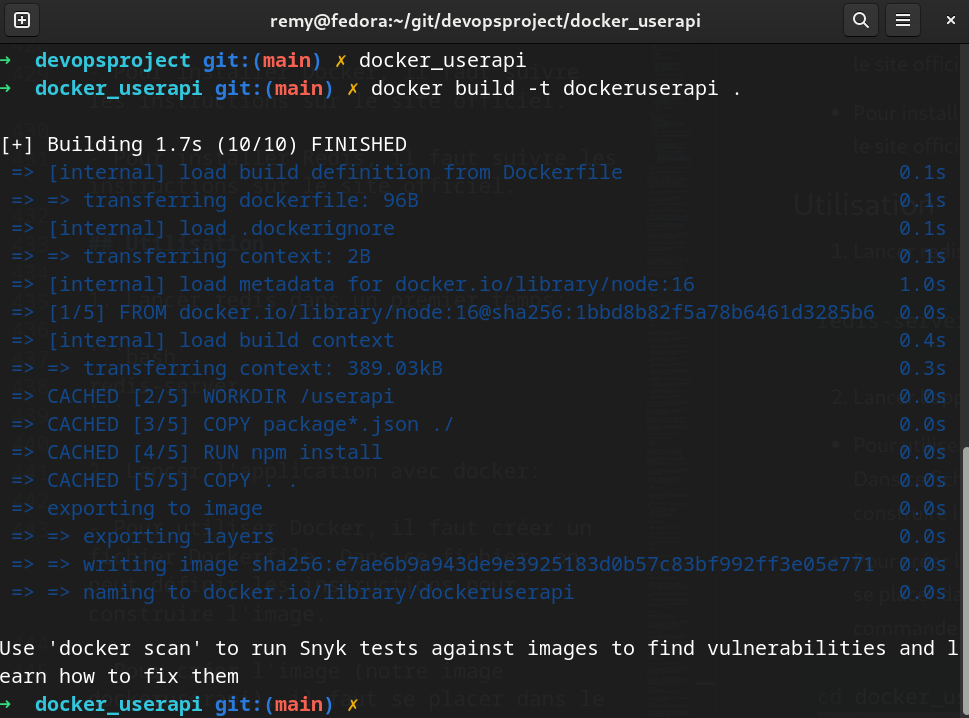 remy@fedora:~/git/devopsproject/docker_userapi
→ devopsproject git:(main) ✗ docker_userapi
→ docker_userapi git:(main) ✗ docker build -t dockeruserapi .
[+] Building 1.7s (10/10) FINISHED
=> [internal] load build definition from Dockerfile 0.1s
=> => transferring dockerfile: 96B 0.1s
=> [internal] load .dockerignore 0.1s
=> => transferring context: 2B 0.1s
=> [internal] load metadata for docker.io/library/node:16 1.0s
=> [1/5] FROM docker.io/library/node:16@sha256:1bbd8b82f5a78b6461d3285b6 0.0s
=> [internal] load build context 0.4s
=> => transferring context: 389.03kB 0.3s
=> CACHED [2/5] WORKDIR /userapi 0.0s
=> CACHED [3/5] COPY package*.json ./ 0.0s
=> CACHED [4/5] RUN npm install 0.0s
=> CACHED [5/5] COPY . . 0.0s
=> exporting to image 0.0s
=> => exporting layers 0.0s
=> => writing image sha256:e7ae6b9a943de9e3925183d0b57c83bf992ff3e05e771 0.0s
=> => naming to docker.io/library/dockeruserapi 0.0s
Use 'docker scan' to run Snyk tests against images to find vulnerabilities and l
earn how to fix them
→ docker_userapi git:(main) ✗